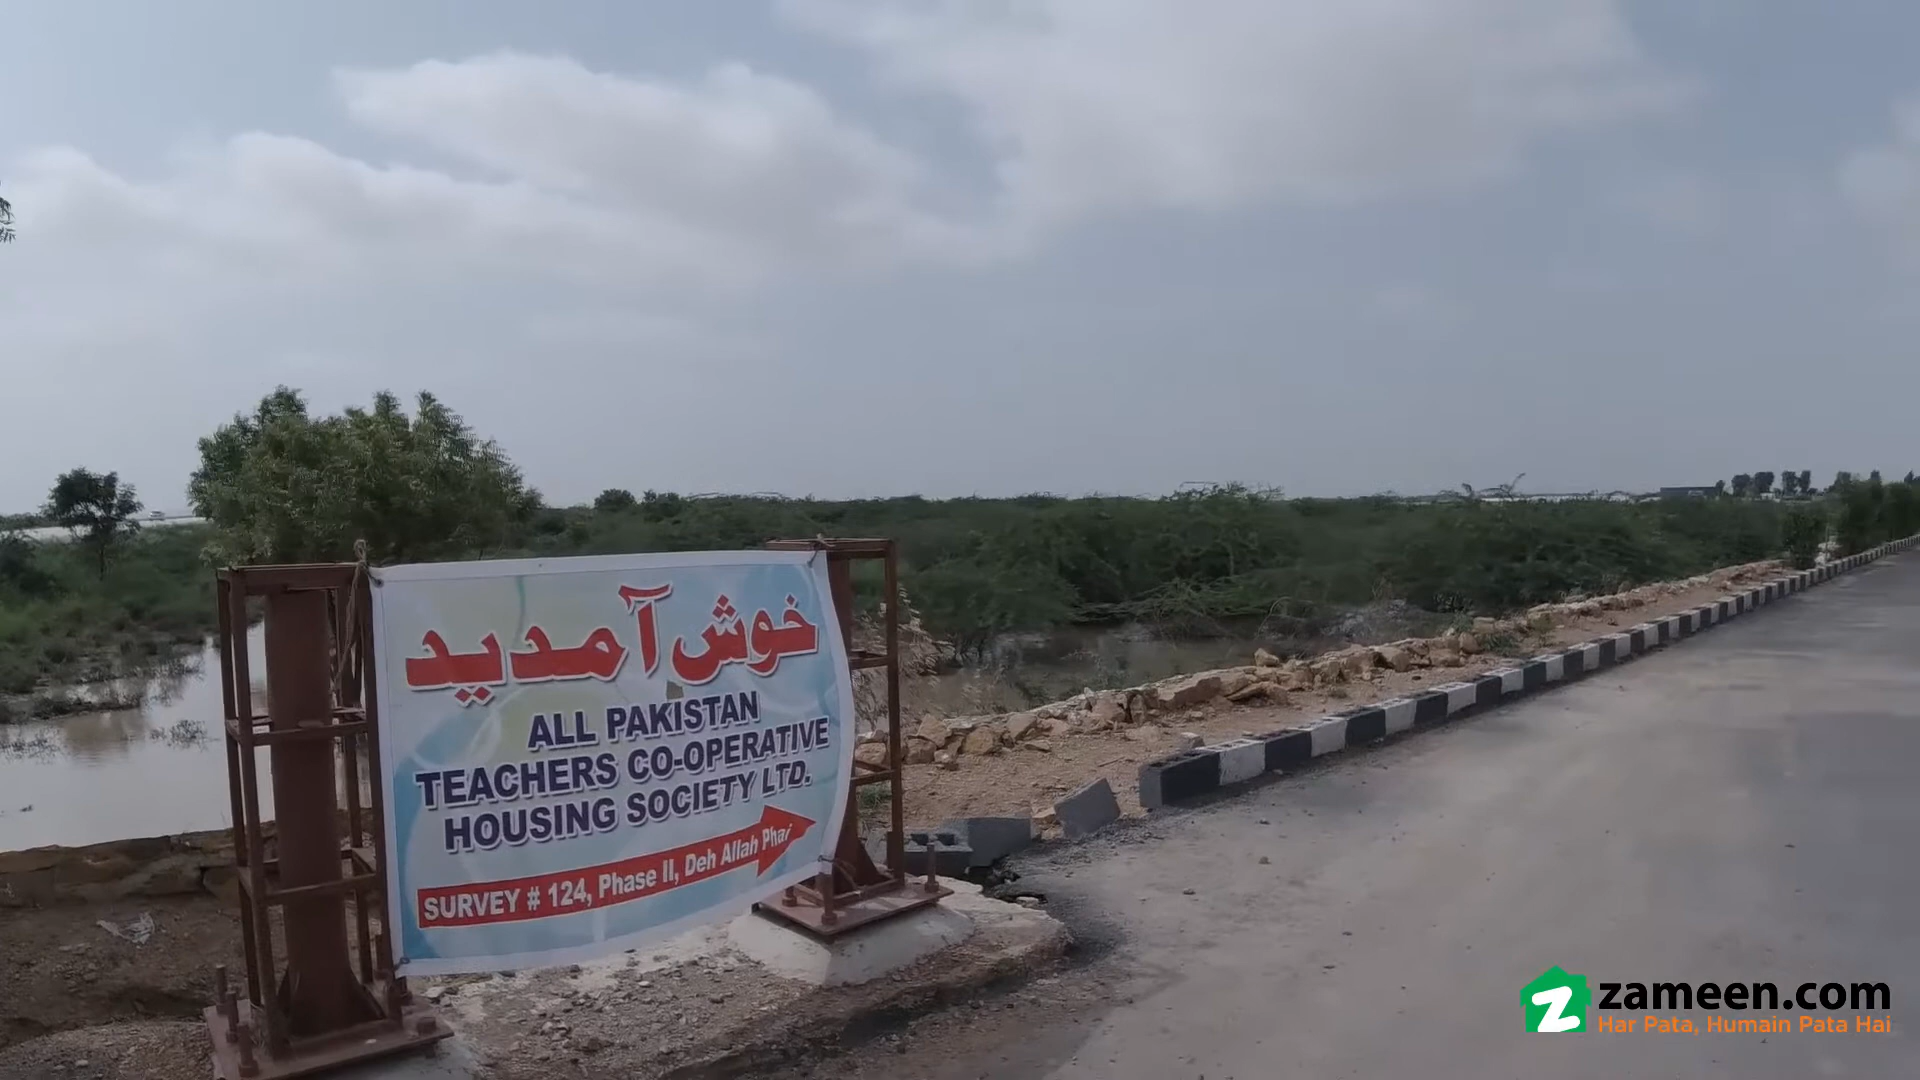 خوش آمدید
ALL PAKISTAN
TEACHERS CO-OPERATIVE
HOUSING SOCIETY LTD.
SURVEY # 124, Phase II, Deh Allah Phai
zameen.com
Har Pata, Humain Pata Hai